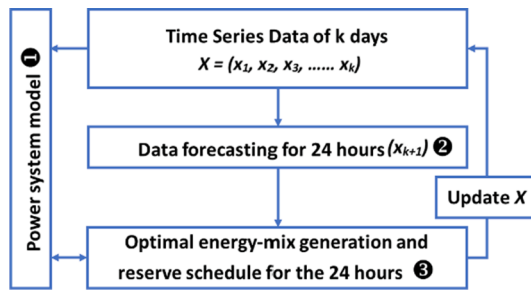 Power system model ❶
Time Series Data of k days
X = (x₁, x₂, x₃, …… xₖ)
Data forecasting for 24 hours (xₖ₊₁) ❷
Update X
Optimal energy-mix generation and
reserve schedule for the 24 hours ❸